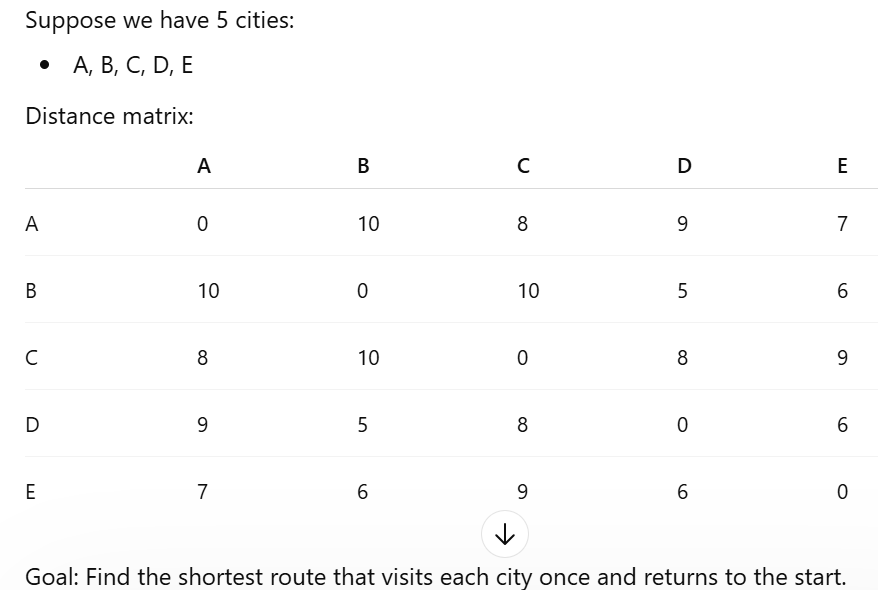 Suppose we have 5 cities:
• A, B, C, D, E
Distance matrix:
A B C D E
A 0 10 8 9 7
B 10 0 10 5 6
C 8 10 0 8 9
D 9 5 8 0 6
E 7 6 9 6 0
Goal: Find the shortest route that visits each city once and returns to the start.